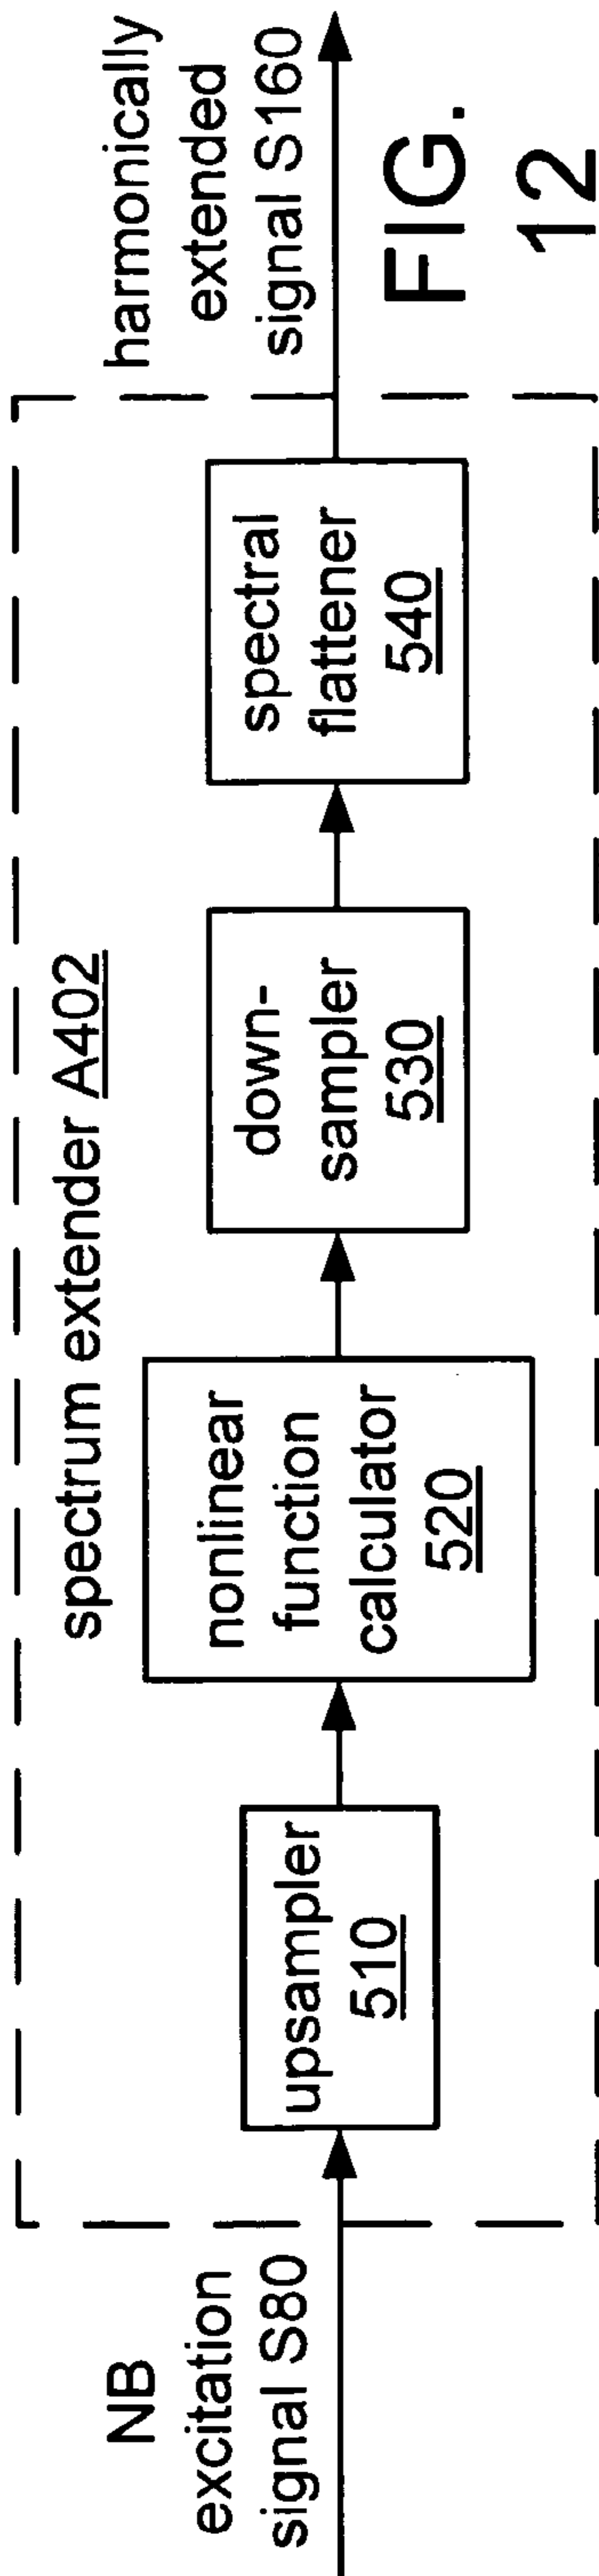 NB
excitation
signal S80
spectrum extender A402
upsampler
510
nonlinear
function
calculator
520
down-
sampler
530
spectral
flattener
540
harmonically
extended
signal S160
FIG.
12